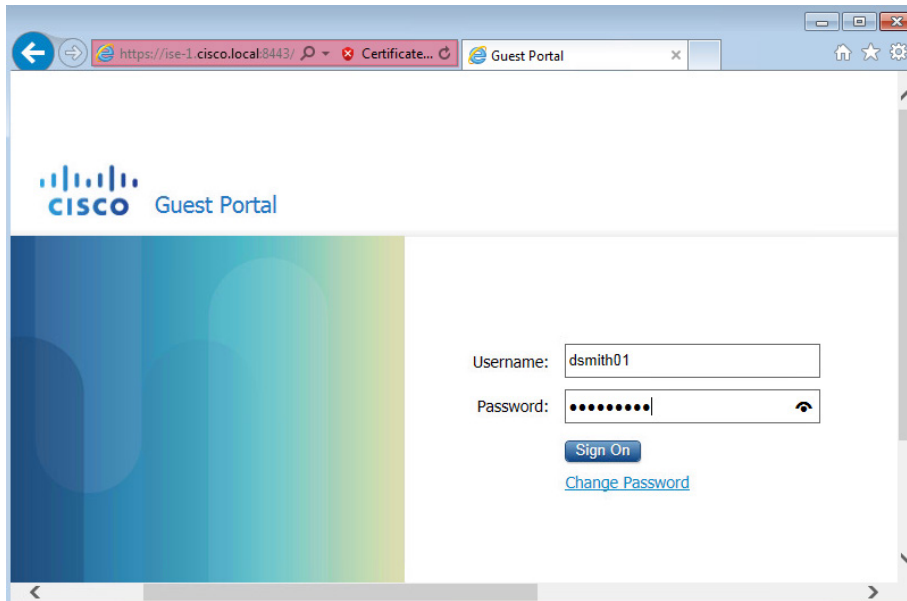 https://ise-1.cisco.local:8443/
Certificate...
Guest Portal
CISCO
Guest Portal
Username:
dsmith01
Password:
•••••••••
Sign On
Change Password